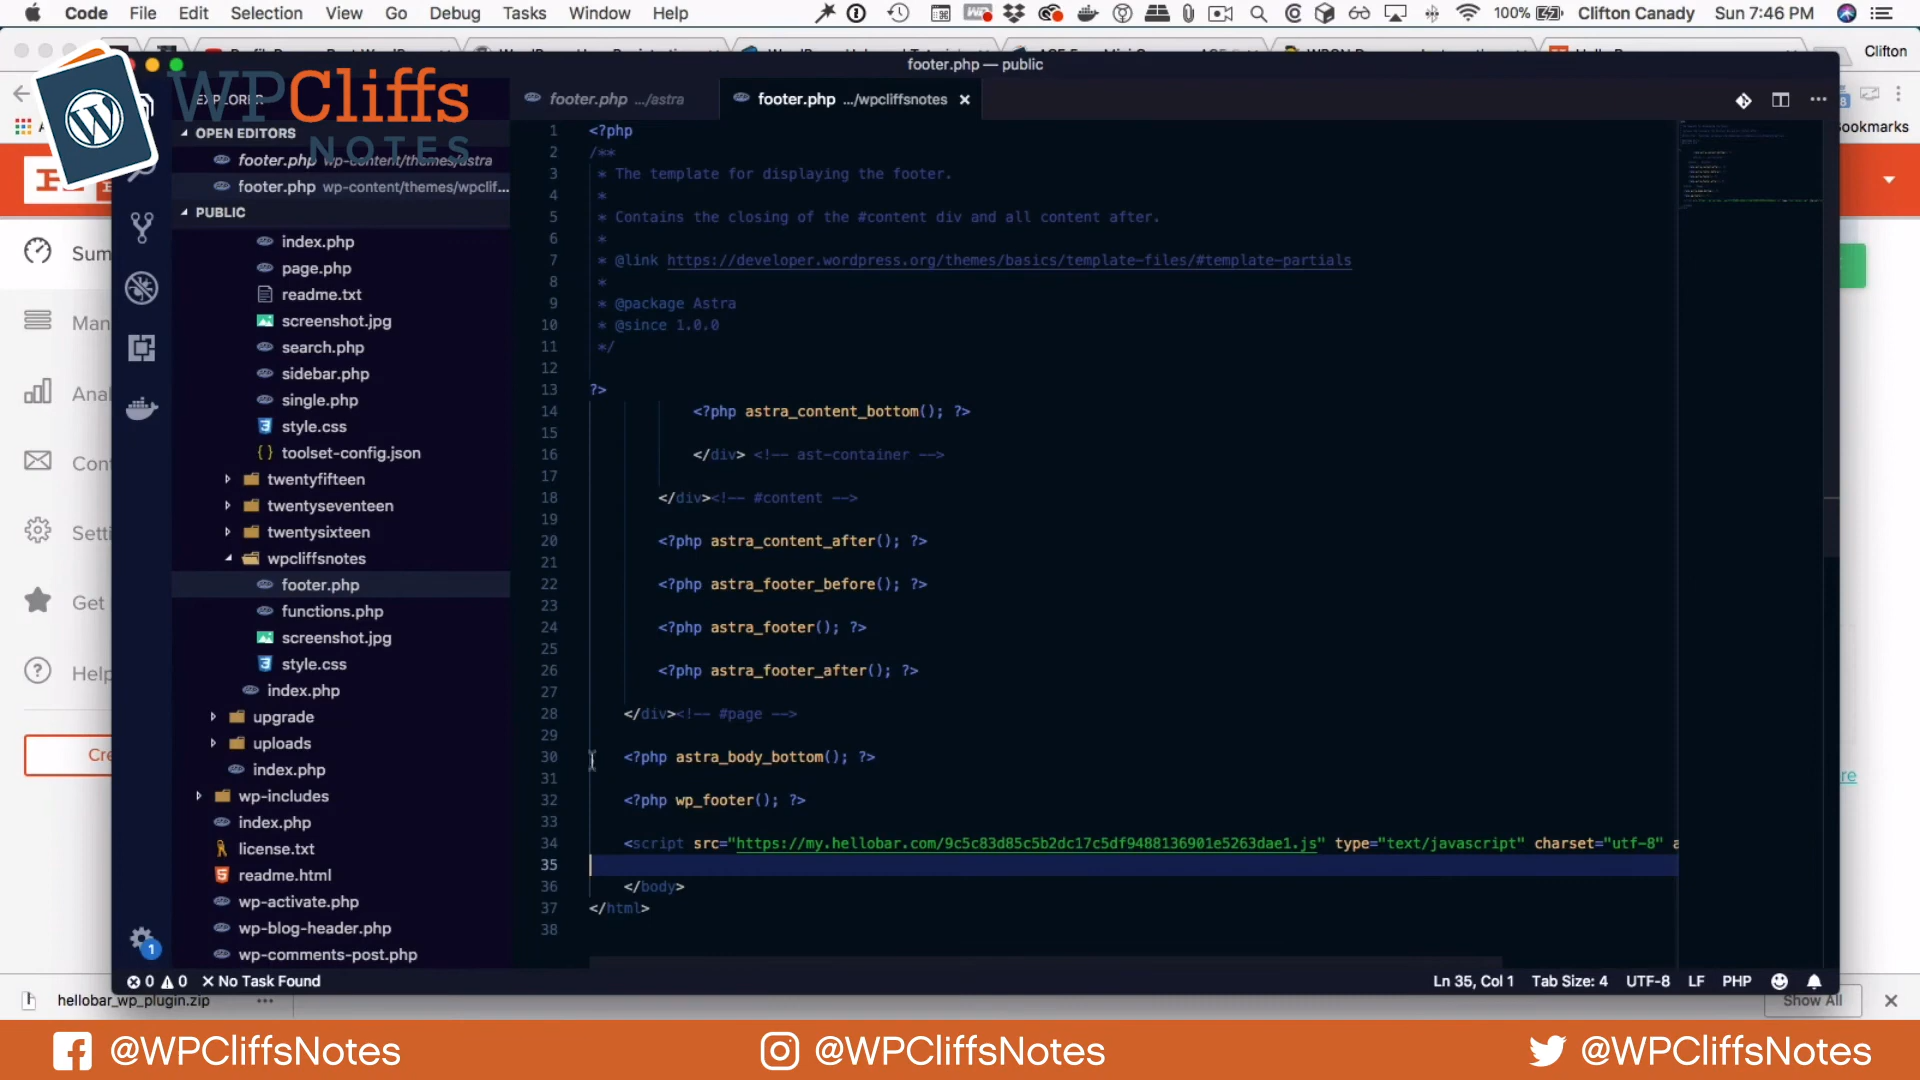 Code File Edit Selection View Go Debug Tasks Window Help 100% Clifton Canady Sun 7:46 PM
Clifton
footer.php — public
WPCliffs
NOTES
EXPLORER
footer.php .../astra
footer.php .../wpcliffsnotes
OPEN EDITORS
footer.php wp-content/themes/astra
footer.php wp-content/themes/wpclif...
PUBLIC
index.php
page.php
readme.txt
screenshot.jpg
search.php
sidebar.php
single.php
style.css
toolset-config.json
twentyfifteen
twentyseventeen
twentysixteen
wpcliffsnotes
footer.php
functions.php
screenshot.jpg
style.css
index.php
upgrade
uploads
index.php
wp-includes
index.php
license.txt
readme.html
wp-activate.php
wp-blog-header.php
wp-comments-post.php
1 <?php
2 /**
3 * The template for displaying the footer.
4 *
5 * Contains the closing of the #content div and all content after.
6 *
7 * @link https://developer.wordpress.org/themes/basics/template-files/#template-partials
8 *
9 * @package Astra
10 * @since 1.0.0
11 */
12
13 ?>
14 <?php astra_content_bottom(); ?>
15
16 </div> <!-- ast-container -->
17
18 </div><!-- #content -->
19
20 <?php astra_content_after(); ?>
21
22 <?php astra_footer_before(); ?>
23
24 <?php astra_footer(); ?>
25
26 <?php astra_footer_after(); ?>
27
28 </div><!-- #page -->
29
30 <?php astra_body_bottom(); ?>
31
32 <?php wp_footer(); ?>
33
34 <script src="https://my.hellobar.com/9c5c83d85c5b2dc17c5df9488136901e5263dae1.js" type="text/javascript" charset="utf-8" a
35
36 </body>
37 </html>
38
Sum
Man
Anal
Con
Setti
Get
Help
Cre
ookmarks
re
1
0 0 No Task Found Ln 35, Col 1 Tab Size: 4 UTF-8 LF PHP
hellobar_wp_plugin.zip Show All
@WPCliffsNotes @WPCliffsNotes @WPCliffsNotes